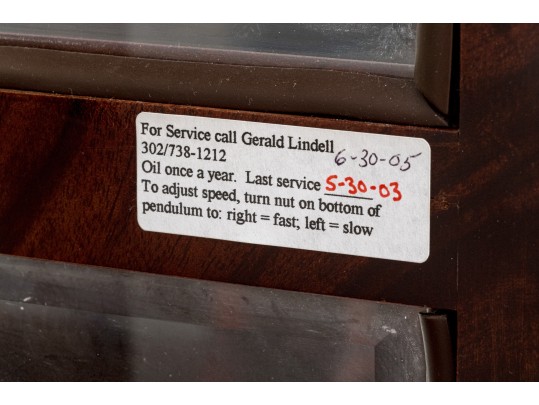 For Service call Gerald Lindell
302/738-1212 6-30-05
Oil once a year. Last service 5-30-03
To adjust speed, turn nut on bottom of
pendulum to: right = fast; left = slow